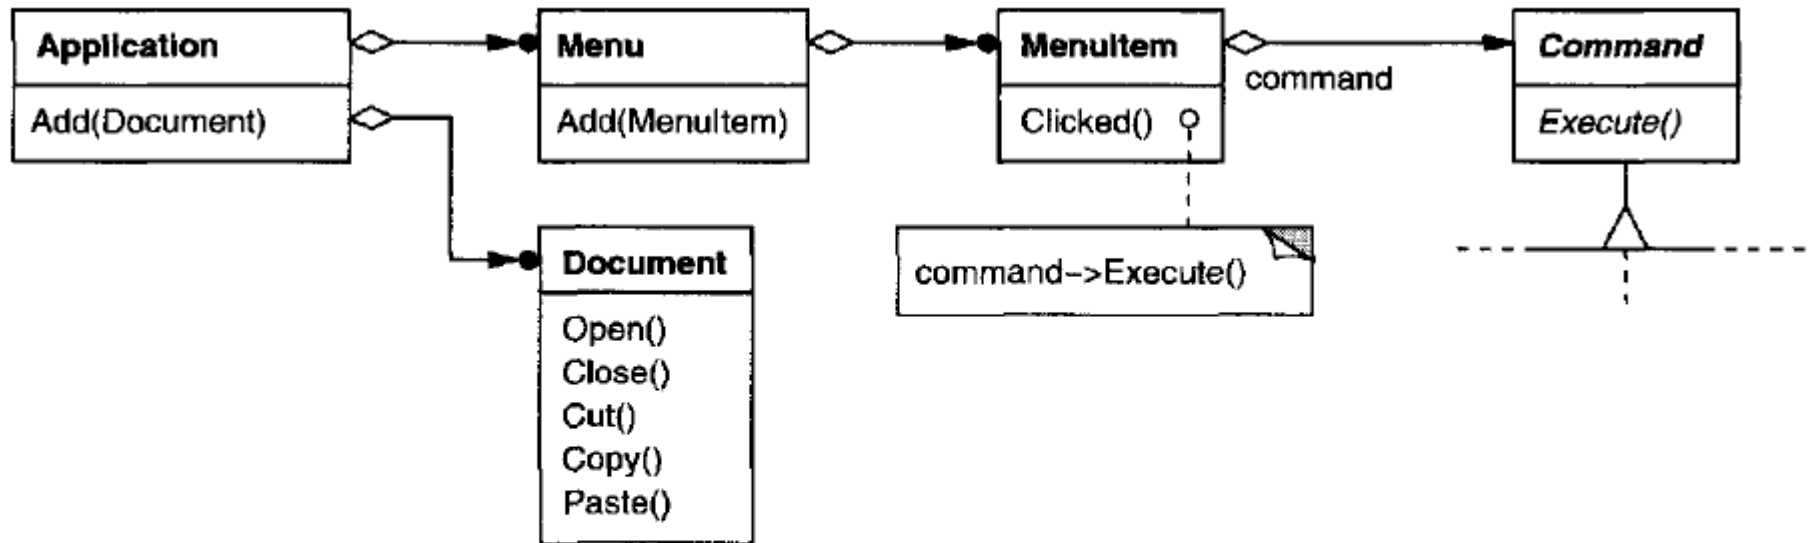 Application
Add(Document)
Menu
Add(MenuItem)
MenuItem
Clicked()
command
Command
Execute()
command->Execute()
Document
Open()
Close()
Cut()
Copy()
Paste()